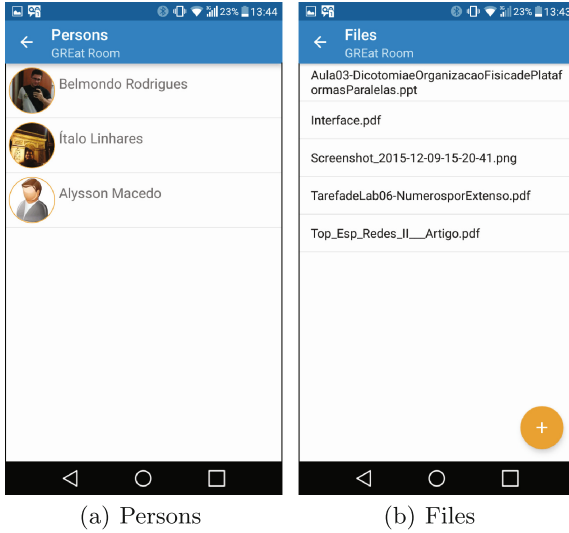 23% 13:44
Persons
GREat Room
Belmondo Rodrigues
Ítalo Linhares
Alysson Macedo
(a) Persons
23% 13:43
Files
GREat Room
Aula03-DicotomiaeOrganizacaoFisicadePlataf
ormasParalelas.ppt
Interface.pdf
Screenshot_2015-12-09-15-20-41.png
TarefadeLab06-NumerosporExtenso.pdf
Top_Esp_Redes_II___Artigo.pdf
+
(b) Files